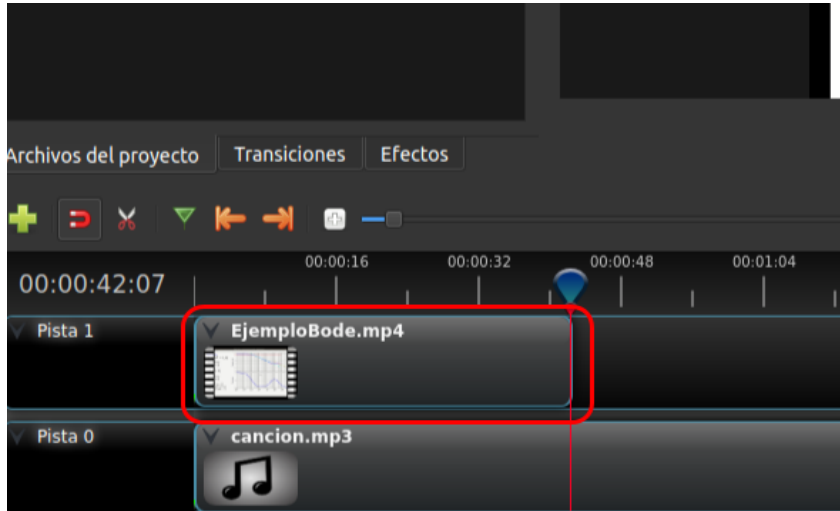 Archivos del proyecto Transiciones Efectos
00:00:16 00:00:32 00:00:48 00:01:04
00:00:42:07
Pista 1 EjemploBode.mp4
Pista 0 cancion.mp3